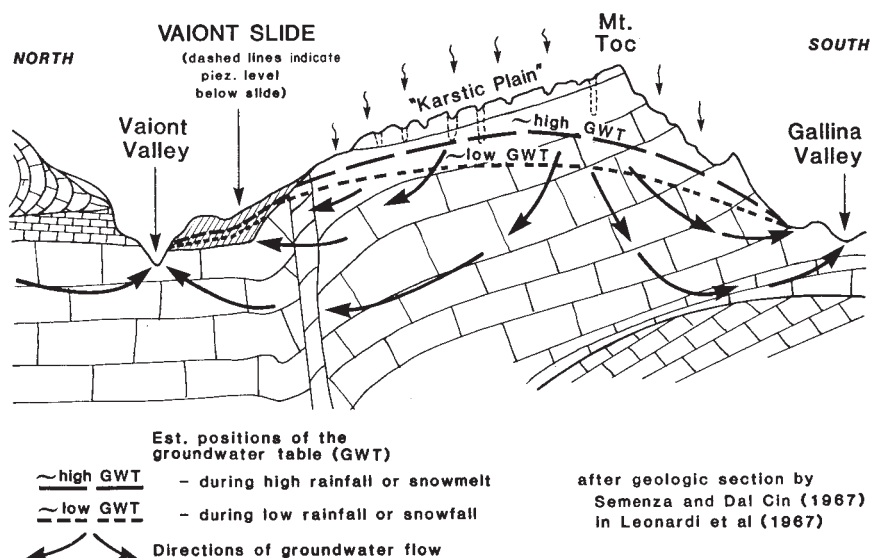 NORTH
VAIONT SLIDE
(dashed lines indicate
piez. level
below slide)
Mt.
Toc
SOUTH
"Karstic Plain"
Vaiont
Valley
~high GWT
~low GWT
Gallina
Valley
Est. positions of the
groundwater table (GWT)
~high GWT - during high rainfall or snowmelt
~low GWT - during low rainfall or snowfall
Directions of groundwater flow
after geologic section by
Semenza and Dal Cin (1967)
in Leonardi et al (1967)